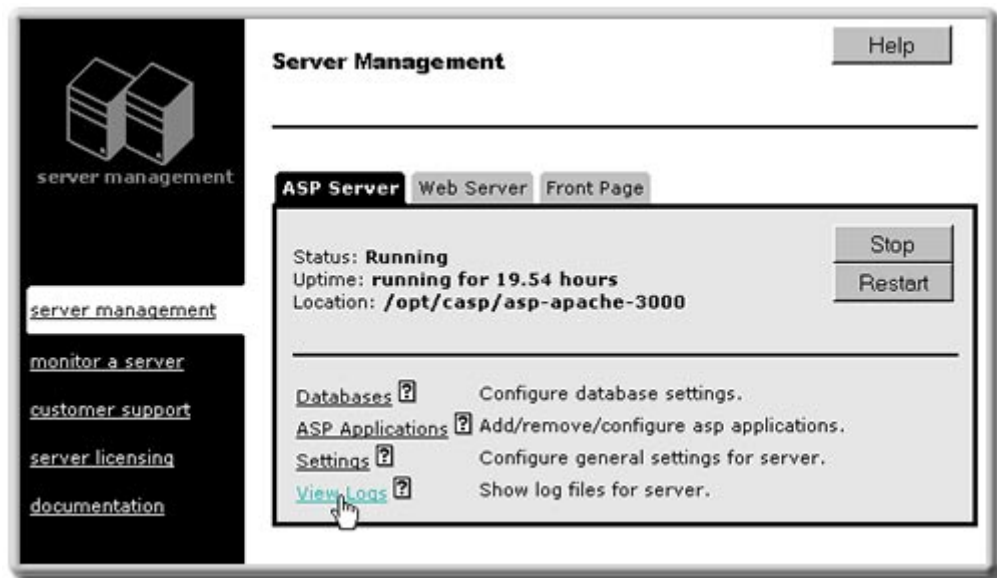 Server Management
Help
server management
ASP Server Web Server Front Page
Status: Running
Uptime: running for 19.54 hours
Location: /opt/casp/asp-apache-3000
Stop
Restart
server management
monitor a server
customer support
server licensing
documentation
Databases ? Configure database settings.
ASP Applications ? Add/remove/configure asp applications.
Settings ? Configure general settings for server.
View Logs ? Show log files for server.